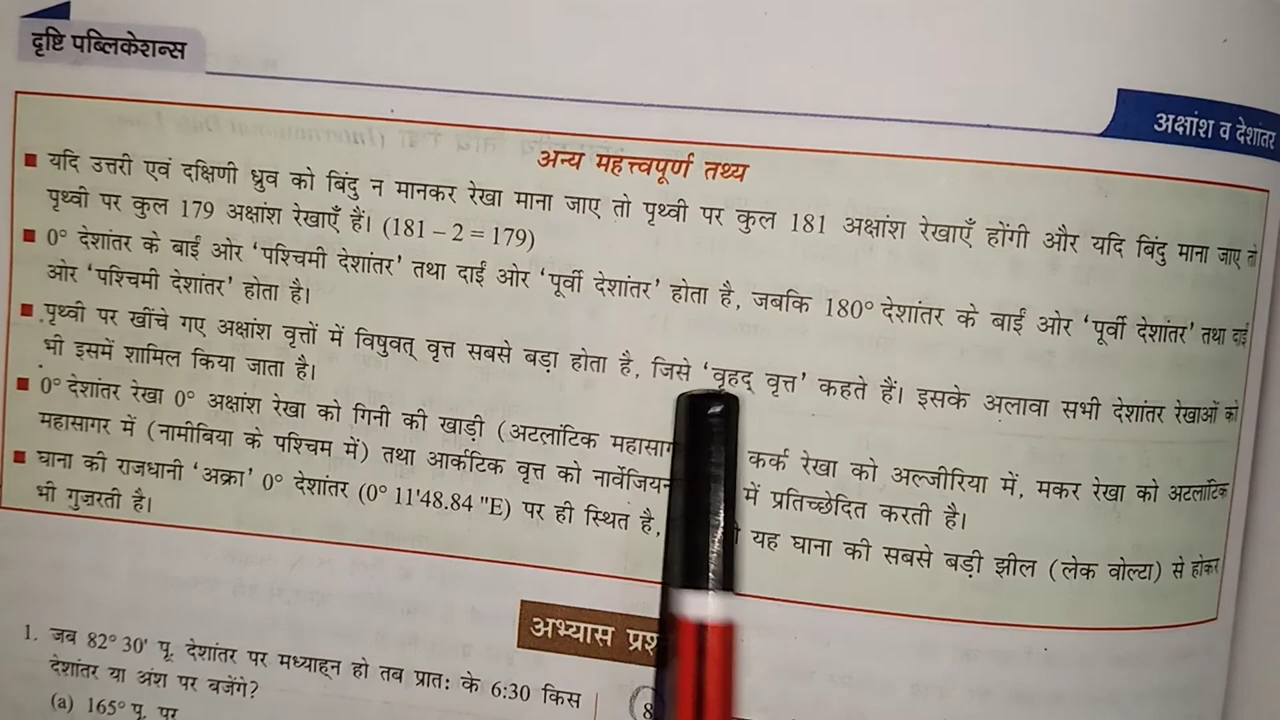 दृष्टि पब्लिकेशन्स
अक्षांश व देशांतर
अन्य महत्त्वपूर्ण तथ्य
■ यदि उत्तरी एवं दक्षिणी ध्रुव को बिंदु न मानकर रेखा माना जाए तो पृथ्वी पर कुल 181 अक्षांश रेखाएँ होंगी और यदि बिंदु माना जाए तो
पृथ्वी पर कुल 179 अक्षांश रेखाएँ हैं। (181 – 2 = 179)
■ 0° देशांतर के बाईं ओर ‘पश्चिमी देशांतर’ तथा दाईं ओर ‘पूर्वी देशांतर’ होता है, जबकि 180° देशांतर के बाईं ओर ‘पूर्वी देशांतर’ तथा दाईं
ओर ‘पश्चिमी देशांतर’ होता है।
■ पृथ्वी पर खींचे गए अक्षांश वृत्तों में विषुवत् वृत्त सबसे बड़ा होता है, जिसे ‘वृहद् वृत्त’ कहते हैं। इसके अलावा सभी देशांतर रेखाओं को
भी इसमें शामिल किया जाता है।
■ 0° देशांतर रेखा 0° अक्षांश रेखा को गिनी की खाड़ी (अटलांटिक कर्क रेखा को अल्जीरिया में, मकर रेखा को अटलांटिक
महासागर में (नामीबिया के पश्चिम में) तथा आर्कटिक वृत्त को में प्रतिच्छेदित करती है।
■ घाना की राजधानी ‘अक्रा’ 0° देशांतर (0° 11'48.84 "E) पर ही स्थित है, यह घाना की सबसे बड़ी झील (लेक वोल्टा) से होकर
भी गुज़रती है।
अभ्यास
1. जब 82° 30' पू. देशांतर पर मध्याह्न हो तब प्रातः के 6:30 किस
देशांतर या अंश पर बजेंगे?
(a) 165° पू. पर
8